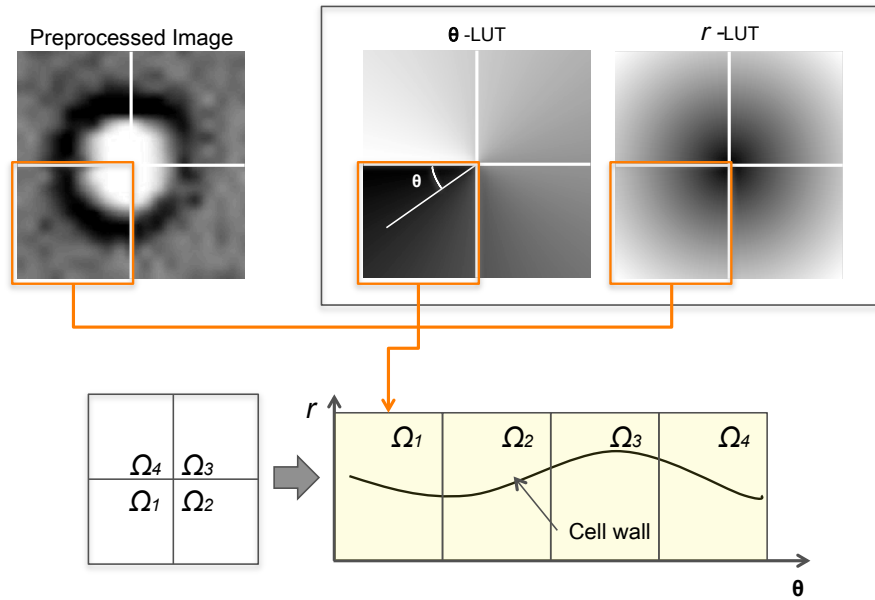 Preprocessed Image
θ -LUT
r -LUT
θ
r
Ω4 Ω3
Ω1 Ω2
Ω1 Ω2 Ω3 Ω4
Cell wall
θ